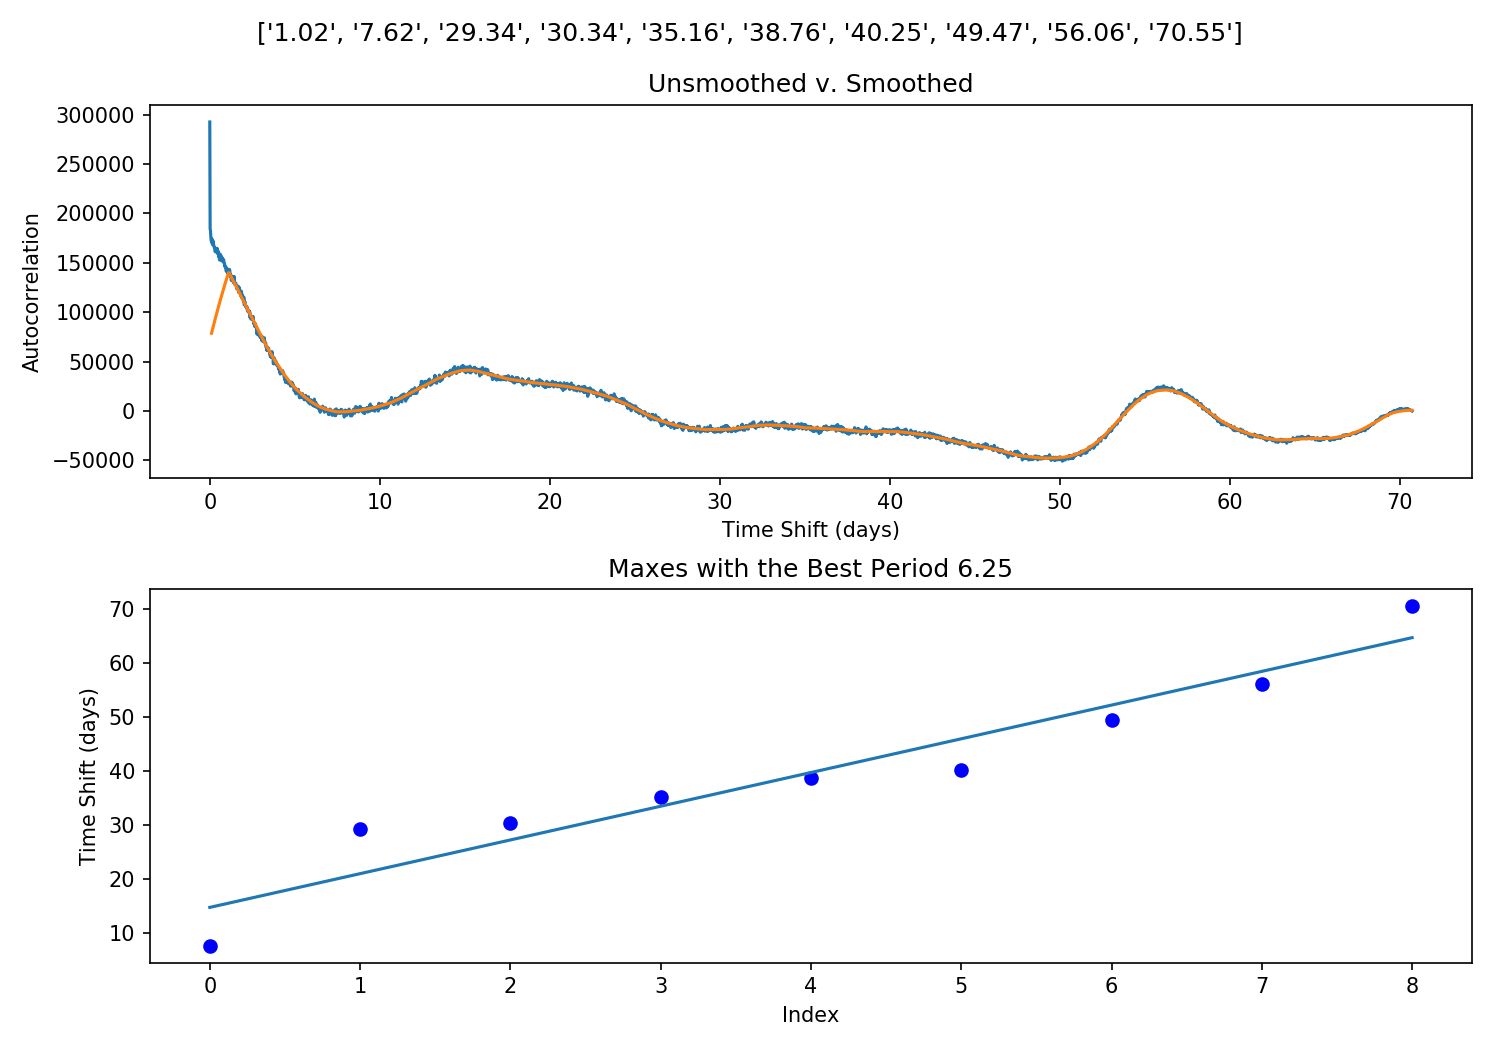 ['1.02', '7.62', '29.34', '30.34', '35.16', '38.76', '40.25', '49.47', '56.06', '70.55']
Unsmoothed v. Smoothed
300000
250000
200000
150000
100000
50000
0
−50000
Autocorrelation
0 10 20 30 40 50 60 70
Time Shift (days)
Maxes with the Best Period 6.25
70
60
50
40
30
20
10
Time Shift (days)
0 1 2 3 4 5 6 7 8
Index